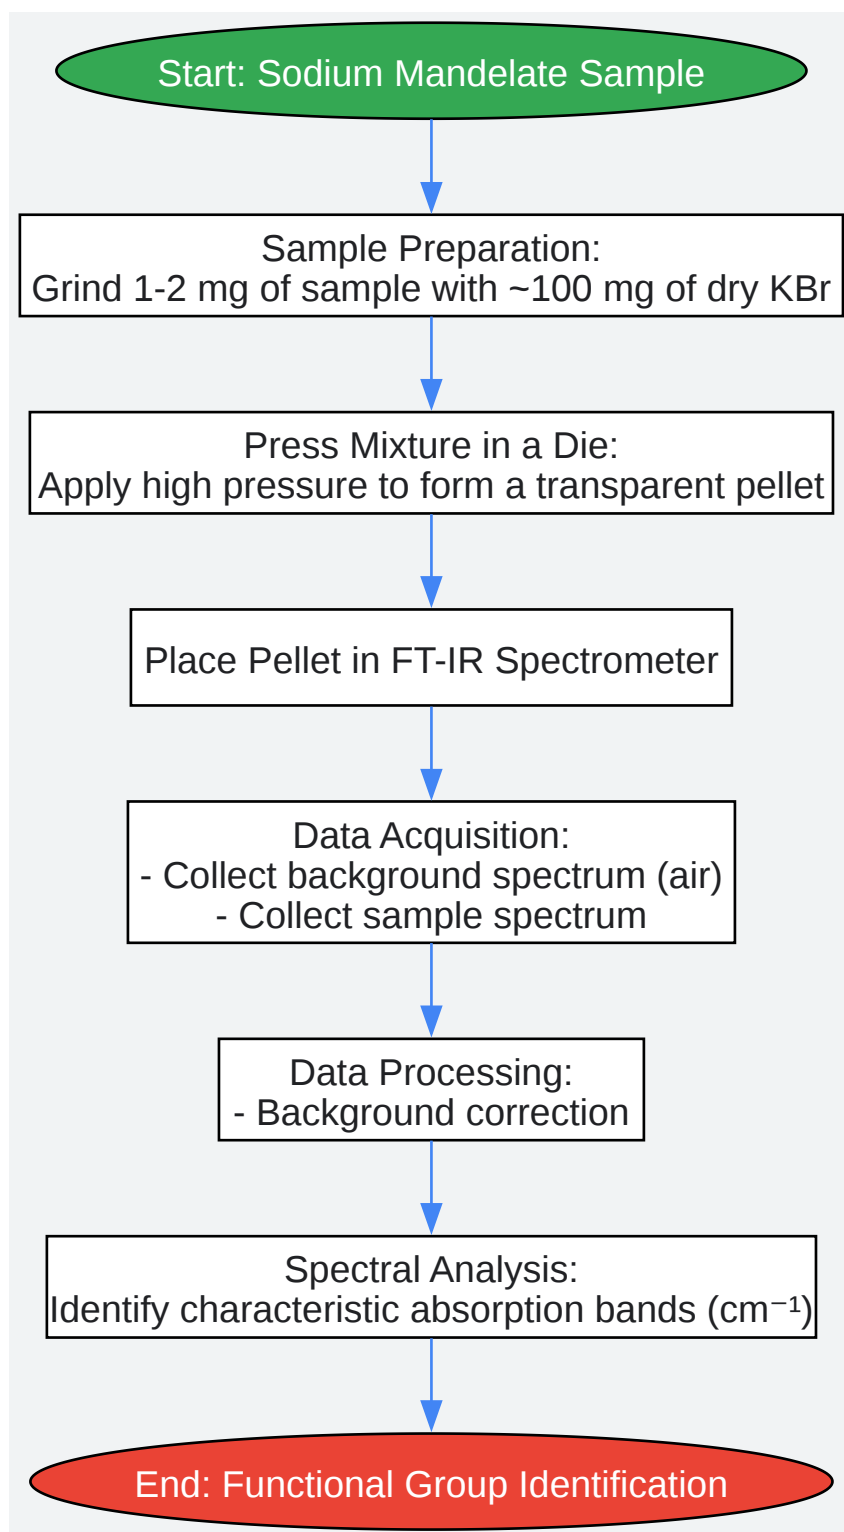 Start: Sodium Mandelate Sample
Sample Preparation:
Grind 1-2 mg of sample with ~100 mg of dry KBr
Press Mixture in a Die:
Apply high pressure to form a transparent pellet
Place Pellet in FT-IR Spectrometer
Data Acquisition:
- Collect background spectrum (air)
- Collect sample spectrum
Data Processing:
- Background correction
Spectral Analysis:
Identify characteristic absorption bands (cm⁻¹)
End: Functional Group Identification